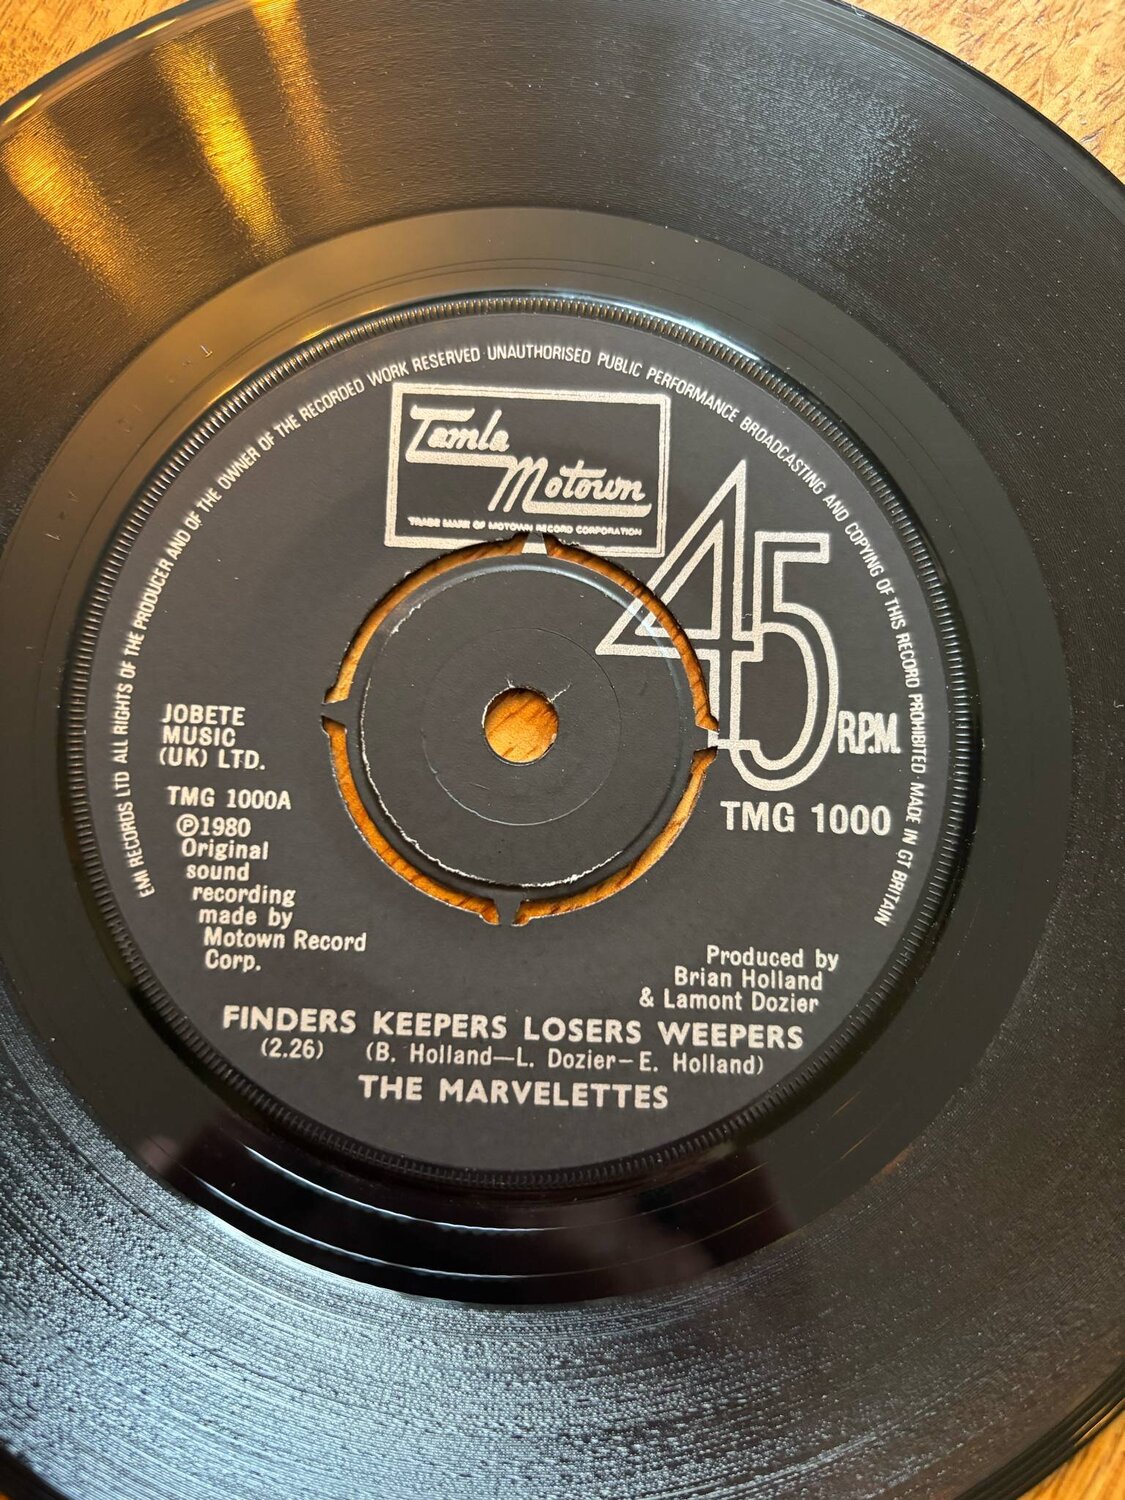 EMI RECORDS LTD ALL RIGHTS OF THE PRODUCER AND OF THE OWNER OF THE RECORDED WORK RESERVED · UNAUTHORISED PUBLIC PERFORMANCE BROADCASTING AND COPYING OF THIS RECORD PROHIBITED · MADE IN GT BRITAIN
Tamla
Motown
TRADE MARK OF MOTOWN RECORD CORPORATION
45 R.P.M.
TMG 1000
JOBETE
MUSIC
(UK) LTD.
TMG 1000A
℗1980
Original
sound
recording
made by
Motown Record
Corp.
Produced by
Brian Holland
& Lamont Dozier
FINDERS KEEPERS LOSERS WEEPERS
(2.26) (B. Holland—L. Dozier—E. Holland)
THE MARVELETTES